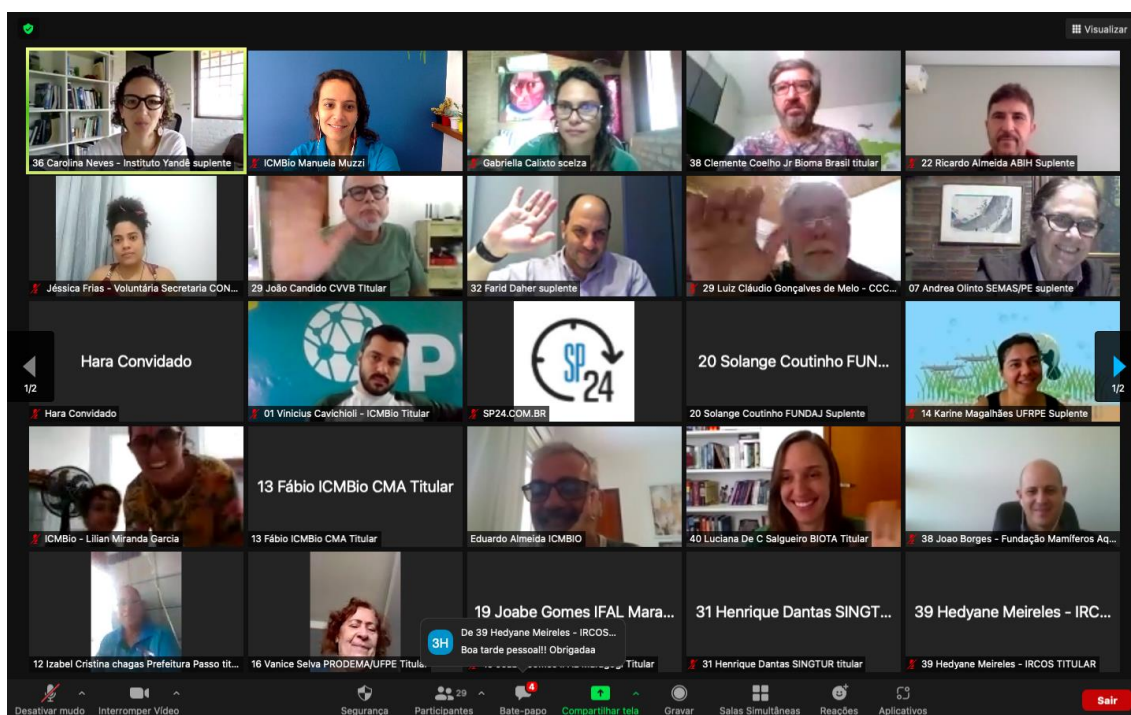 Visualizar
36 Carolina Neves - Instituto Yandê suplente
ICMBio Manuela Muzzi
Gabriella Calixto scelza
38 Clemente Coelho Jr Bioma Brasil titular
22 Ricardo Almeida ABIH Suplente
Jéssica Frias - Voluntária Secretaria CON...
29 João Candido CVVB TItular
32 Farid Daher suplente
29 Luiz Cláudio Gonçalves de Melo - CCC...
07 Andrea Olinto SEMAS/PE suplente
1/2
Hara Convidado
Hara Convidado
01 Vinicius Cavichioli - ICMBio Titular
SP
24
SP24.COM.BR
20 Solange Coutinho FUN...
20 Solange Coutinho FUNDAJ Suplente
14 Karine Magalhães UFRPE Suplente
1/2
ICMBio - Lilian Miranda Garcia
13 Fábio ICMBio CMA Titular
13 Fábio ICMBio CMA Titular
Eduardo Almeida ICMBIO
40 Luciana De C Salgueiro BIOTA Titular
38 Joao Borges - Fundação Mamíferos Aq...
12 Izabel Cristina chagas Prefeitura Passo tit...
16 Vanice Selva PRODEMA/UFPE Titular
19 Joabe Gomes IFAL Mara...
31 Henrique Dantas SINGT...
31 Henrique Dantas SINGTUR titular
39 Hedyane Meireles - IRC...
39 Hedyane Meireles - IRCOS TITULAR
3H
De 39 Hedyane Meireles - IRCOS...
Boa tarde pessoal!! Obrigadaa
Desativar mudo
Interromper Vídeo
Segurança
29
Participantes
4
Bate-papo
Compartilhar tela
Gravar
Salas Simultâneas
Reações
Aplicativos
Sair